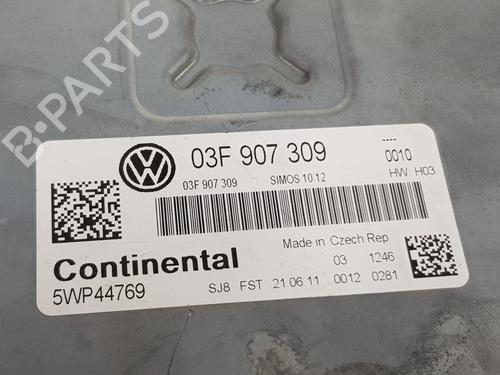 B-PARTS
VW
03F 907 309
----
0010
03F 907 309 SIMOS 10.12 HW H03
Continental
Made in Czech Rep
03 1246
5WP44769
SJ8 FST 21.06.11 0012 0281